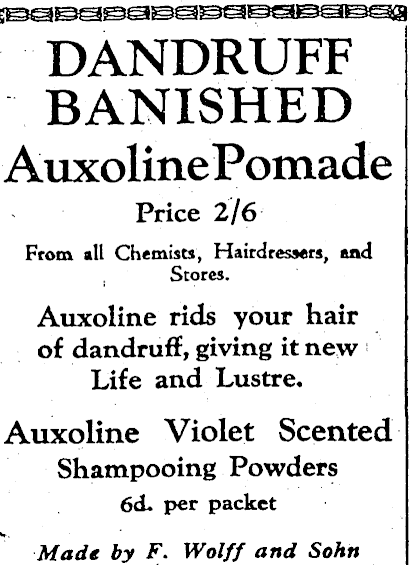 DANDRUFF
BANISHED
Auxoline Pomade
Price 2/6
From all Chemists, Hairdressers, and
Stores.
Auxoline rids your hair
of dandruff, giving it new
Life and Lustre.
Auxoline Violet Scented
Shampooing Powders
6d. per packet
Made by F. Wolff and Sohn